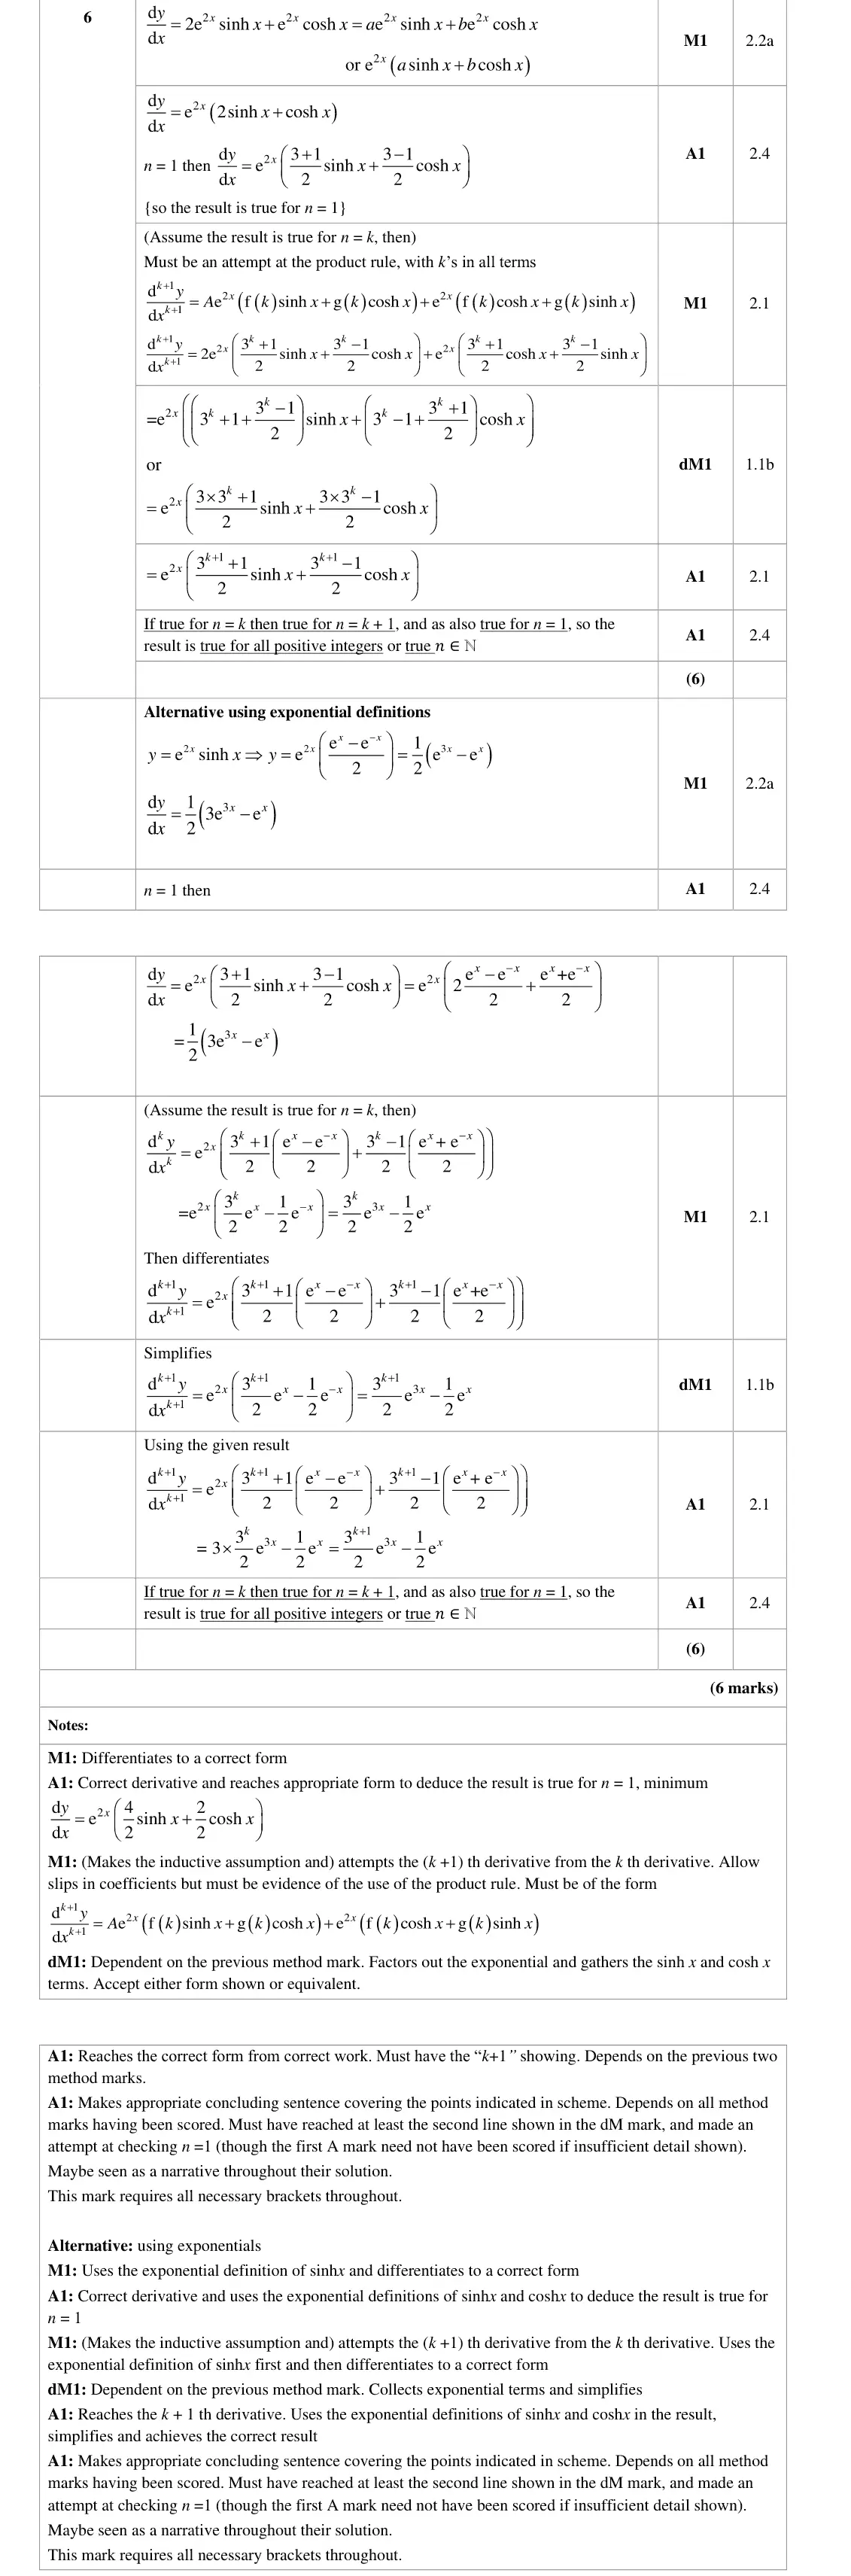 6
dy/dx = 2e^{2x} sinh x + e^{2x} cosh x = ae^{2x} sinh x + be^{2x} cosh x
or e^{2x}(a sinh x + b cosh x)
M1 2.2a
dy/dx = e^{2x}(2 sinh x + cosh x)
n = 1 then dy/dx = e^{2x}((3+1)/2 sinh x + (3−1)/2 cosh x)
A1 2.4
{so the result is true for n = 1}
(Assume the result is true for n = k, then)
Must be an attempt at the product rule, with k's in all terms
d^{k+1}y/dx^{k+1} = Ae^{2x}(f(k)sinh x + g(k)cosh x) + e^{2x}(f(k)cosh x + g(k)sinh x)
M1 2.1
d^{k+1}y/dx^{k+1} = 2e^{2x}((3^k+1)/2 sinh x + (3^k−1)/2 cosh x) + e^{2x}((3^k+1)/2 cosh x + (3^k−1)/2 sinh x)
=e^{2x}((3^k+1+(3^k−1)/2)sinh x + (3^k−1+(3^k+1)/2)cosh x)
or
dM1 1.1b
= e^{2x}((3×3^k+1)/2 sinh x + (3×3^k−1)/2 cosh x)
= e^{2x}((3^{k+1}+1)/2 sinh x + (3^{k+1}−1)/2 cosh x)
A1 2.1
If true for n = k then true for n = k + 1, and as also true for n = 1, so the
result is true for all positive integers or true n ∈ ℕ
A1 2.4
(6)
Alternative using exponential definitions
y = e^{2x} sinh x ⇒ y = e^{2x}((e^x − e^{−x})/2) = 1/2(e^{3x} − e^x)
M1 2.2a
dy/dx = 1/2(3e^{3x} − e^x)
n = 1 then
A1 2.4
dy/dx = e^{2x}((3+1)/2 sinh x + (3−1)/2 cosh x) = e^{2x}(2(e^x − e^{−x})/2 + (e^x+e^{−x})/2)
=1/2(3e^{3x} − e^x)
(Assume the result is true for n = k, then)
d^k y/dx^k = e^{2x}((3^k+1)/2((e^x − e^{−x})/2) + (3^k−1)/2((e^x + e^{−x})/2))
=e^{2x}(3^k/2 e^x − 1/2 e^{−x}) = 3^k/2 e^{3x} − 1/2 e^x
M1 2.1
Then differentiates
d^{k+1}y/dx^{k+1} = e^{2x}((3^{k+1}+1)/2((e^x − e^{−x})/2) + (3^{k+1}−1)/2((e^x+e^{−x})/2))
Simplifies
d^{k+1}y/dx^{k+1} = e^{2x}(3^{k+1}/2 e^x − 1/2 e^{−x}) = 3^{k+1}/2 e^{3x} − 1/2 e^x
dM1 1.1b
Using the given result
d^{k+1}y/dx^{k+1} = e^{2x}((3^{k+1}+1)/2((e^x − e^{−x})/2) + (3^{k+1}−1)/2((e^x + e^{−x})/2))
A1 2.1
= 3×3^k/2 e^{3x} − 1/2 e^x = 3^{k+1}/2 e^{3x} − 1/2 e^x
If true for n = k then true for n = k + 1, and as also true for n = 1, so the
result is true for all positive integers or true n ∈ ℕ
A1 2.4
(6)
(6 marks)
Notes:
M1: Differentiates to a correct form
A1: Correct derivative and reaches appropriate form to deduce the result is true for n = 1, minimum
dy/dx = e^{2x}(4/2 sinh x + 2/2 cosh x)
M1: (Makes the inductive assumption and) attempts the (k +1) th derivative from the k th derivative. Allow
slips in coefficients but must be evidence of the use of the product rule. Must be of the form
d^{k+1}y/dx^{k+1} = Ae^{2x}(f(k)sinh x + g(k)cosh x) + e^{2x}(f(k)cosh x + g(k)sinh x)
dM1: Dependent on the previous method mark. Factors out the exponential and gathers the sinh x and cosh x
terms. Accept either form shown or equivalent.
A1: Reaches the correct form from correct work. Must have the “k+1” showing. Depends on the previous two
method marks.
A1: Makes appropriate concluding sentence covering the points indicated in scheme. Depends on all method
marks having been scored. Must have reached at least the second line shown in the dM mark, and made an
attempt at checking n =1 (though the first A mark need not have been scored if insufficient detail shown).
Maybe seen as a narrative throughout their solution.
This mark requires all necessary brackets throughout.
Alternative: using exponentials
M1: Uses the exponential definition of sinhx and differentiates to a correct form
A1: Correct derivative and uses the exponential definitions of sinhx and coshx to deduce the result is true for
n = 1
M1: (Makes the inductive assumption and) attempts the (k +1) th derivative from the k th derivative. Uses the
exponential definition of sinhx first and then differentiates to a correct form
dM1: Dependent on the previous method mark. Collects exponential terms and simplifies
A1: Reaches the k + 1 th derivative. Uses the exponential definitions of sinhx and coshx in the result,
simplifies and achieves the correct result
A1: Makes appropriate concluding sentence covering the points indicated in scheme. Depends on all method
marks having been scored. Must have reached at least the second line shown in the dM mark, and made an
attempt at checking n =1 (though the first A mark need not have been scored if insufficient detail shown).
Maybe seen as a narrative throughout their solution.
This mark requires all necessary brackets throughout.